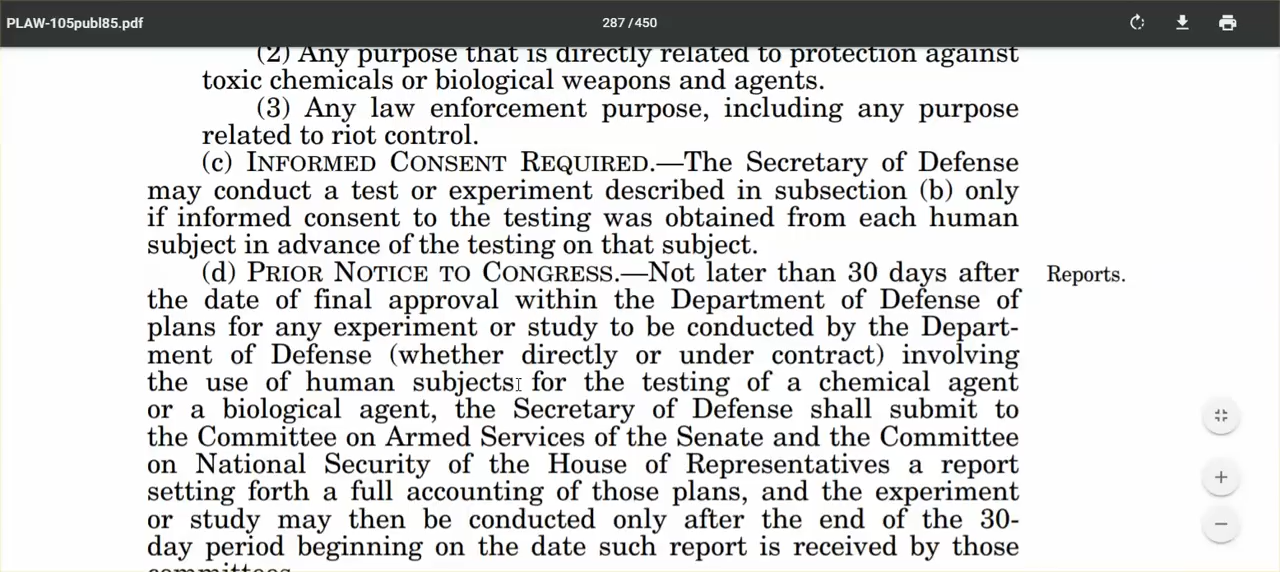 PLAW-105publ85.pdf
287 / 450
(2) Any purpose that is directly related to protection against
toxic chemicals or biological weapons and agents.
(3) Any law enforcement purpose, including any purpose
related to riot control.
(c) INFORMED CONSENT REQUIRED.—The Secretary of Defense
may conduct a test or experiment described in subsection (b) only
if informed consent to the testing was obtained from each human
subject in advance of the testing on that subject.
(d) PRIOR NOTICE TO CONGRESS.—Not later than 30 days after
Reports.
the date of final approval within the Department of Defense of
plans for any experiment or study to be conducted by the Depart-
ment of Defense (whether directly or under contract) involving
the use of human subjects for the testing of a chemical agent
or a biological agent, the Secretary of Defense shall submit to
the Committee on Armed Services of the Senate and the Committee
on National Security of the House of Representatives a report
setting forth a full accounting of those plans, and the experiment
or study may then be conducted only after the end of the 30-
day period beginning on the date such report is received by those
committees.